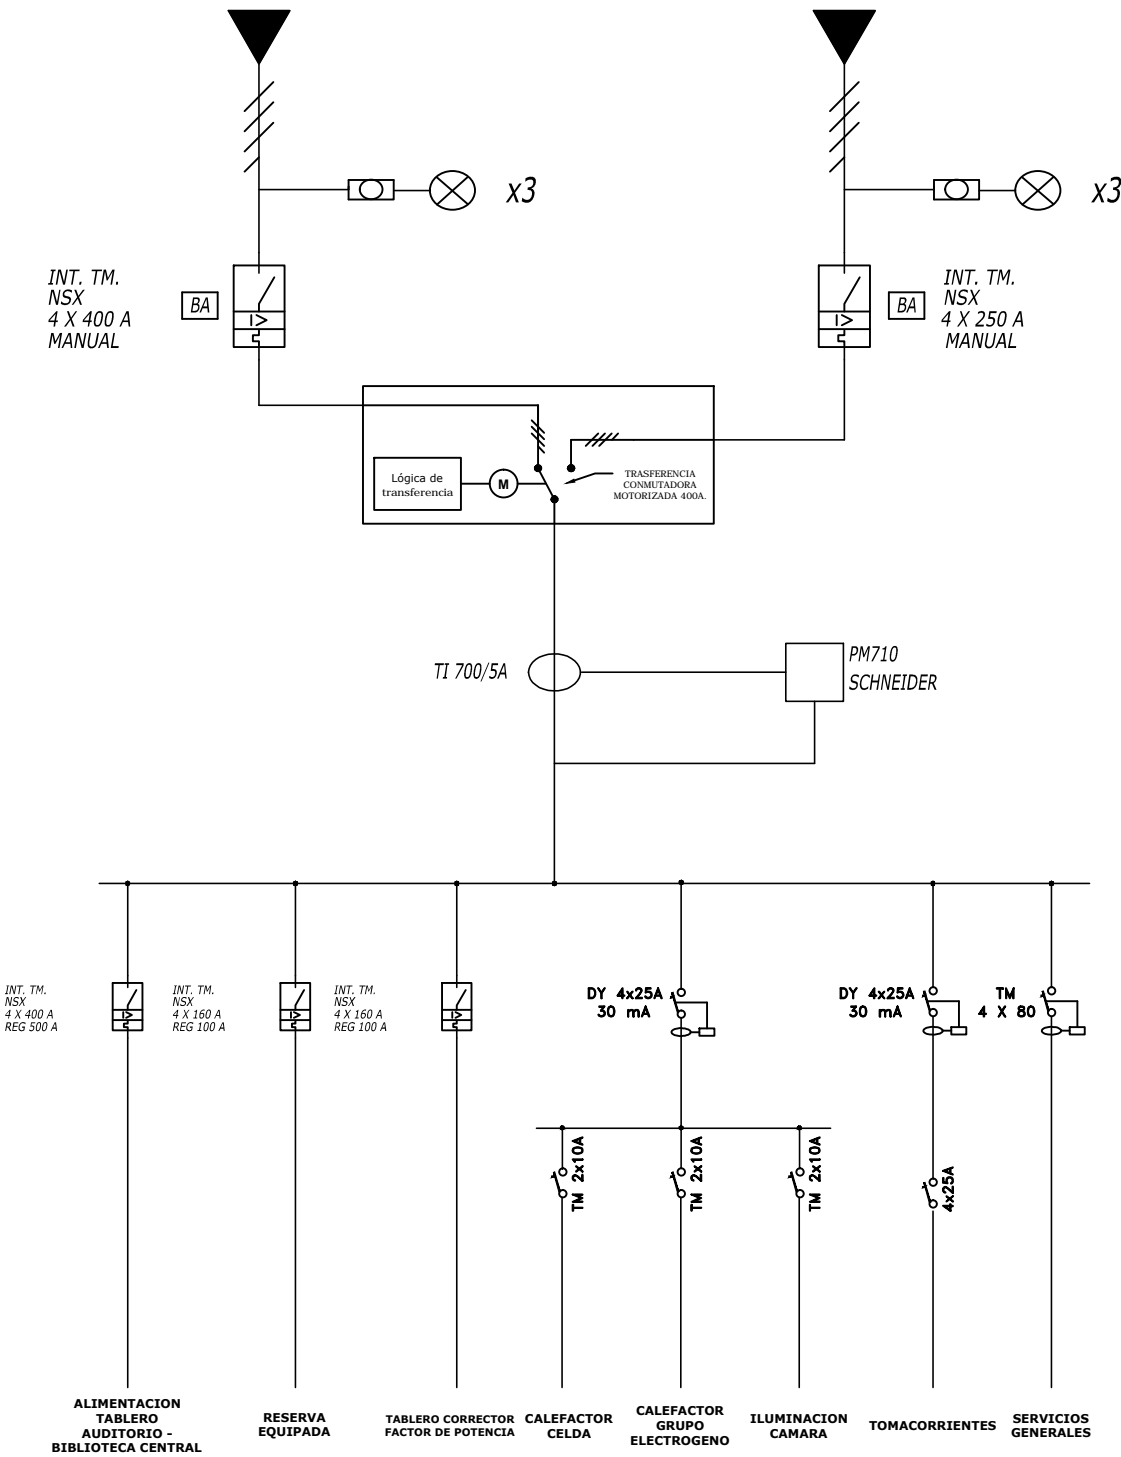 x3
x3
INT. TM.
NSX
4 X 400 A
MANUAL
BA
BA
INT. TM.
NSX
4 X 250 A
MANUAL
Lógica de
transferencia
M
TRASFERENCIA
CONMUTADORA
MOTORIZADA 400A.
TI 700/5A
PM710
SCHNEIDER
INT. TM.
NSX
4 X 400 A
REG 500 A
INT. TM.
NSX
4 X 160 A
REG 100 A
INT. TM.
NSX
4 X 160 A
REG 100 A
DY 4x25A
30 mA
DY 4x25A
30 mA
TM
4 X 80
TM 2x10A
TM 2x10A
TM 2x10A
4x25A
ALIMENTACION
TABLERO
AUDITORIO -
BIBLIOTECA CENTRAL
RESERVA
EQUIPADA
TABLERO CORRECTOR
FACTOR DE POTENCIA
CALEFACTOR
CELDA
CALEFACTOR
GRUPO
ELECTROGENO
ILUMINACION
CAMARA
TOMACORRIENTES
SERVICIOS
GENERALES